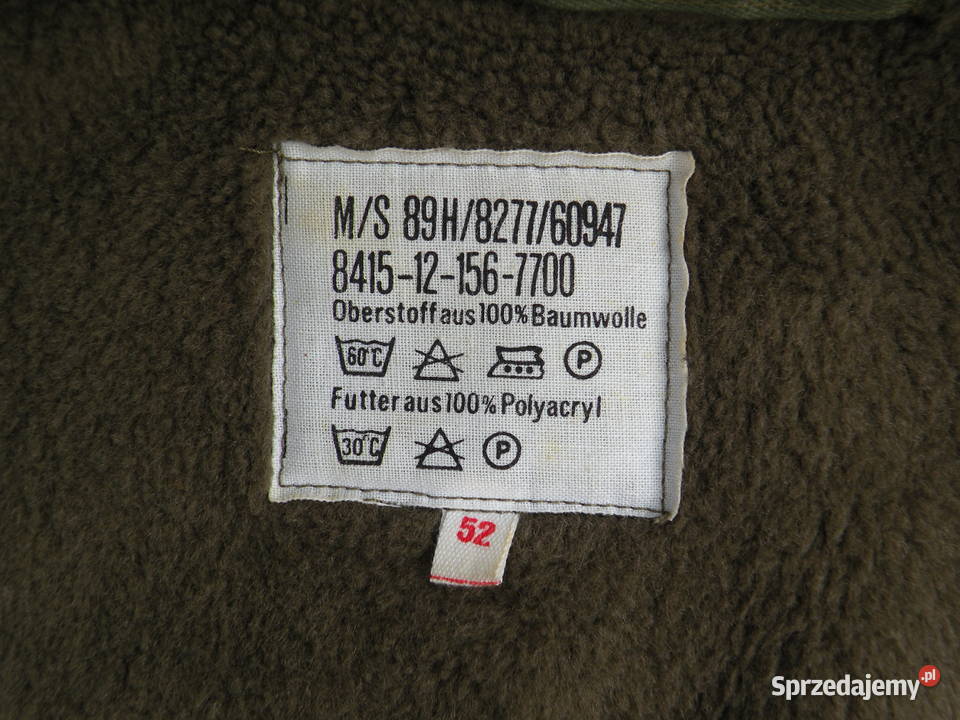 M/S 89H/8277/60947
8415-12-156-7700
Oberstoff aus 100% Baumwolle
60°C P
Futter aus 100% Polyacryl
30°C P
52
Sprzedajemy.pl